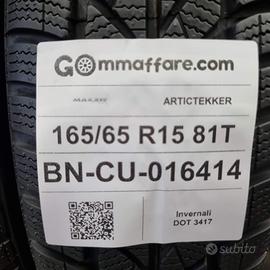 GOmmaffare.com
MAXXIS ARTICTEKKER
165/65 R15 81T
BN-CU-016414
Invernali
DOT 3417
subito